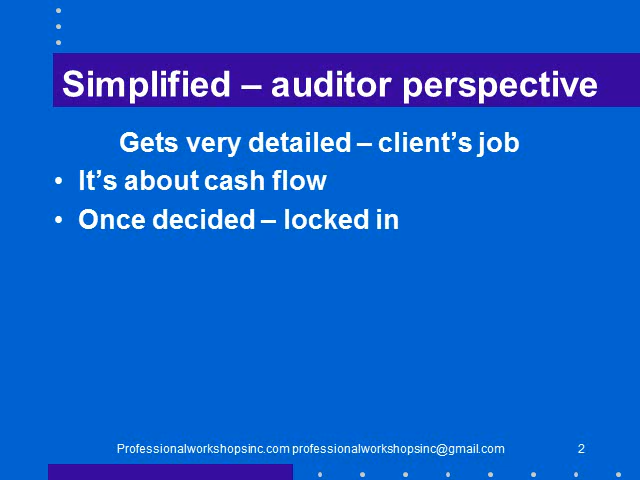 Simplified – auditor perspective
Gets very detailed – client’s job
• It’s about cash flow
• Once decided – locked in
Professionalworkshopsinc.com professionalworkshopsinc@gmail.com 2